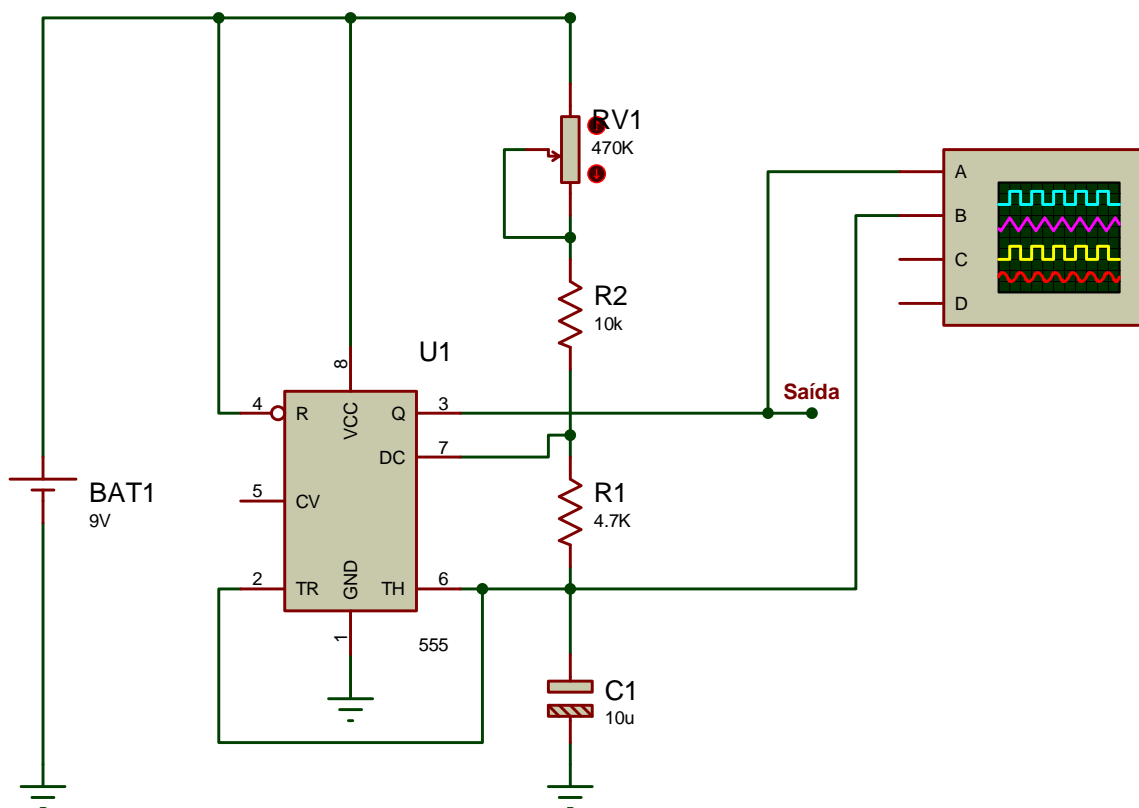 RV1
470K
A
B
C
D
R2
10k
U1
Saída
8
4
R
VCC
Q
3
DC
7
BAT1
9V
5
CV
R1
4.7K
2
TR
GND
TH
6
1
555
C1
10u